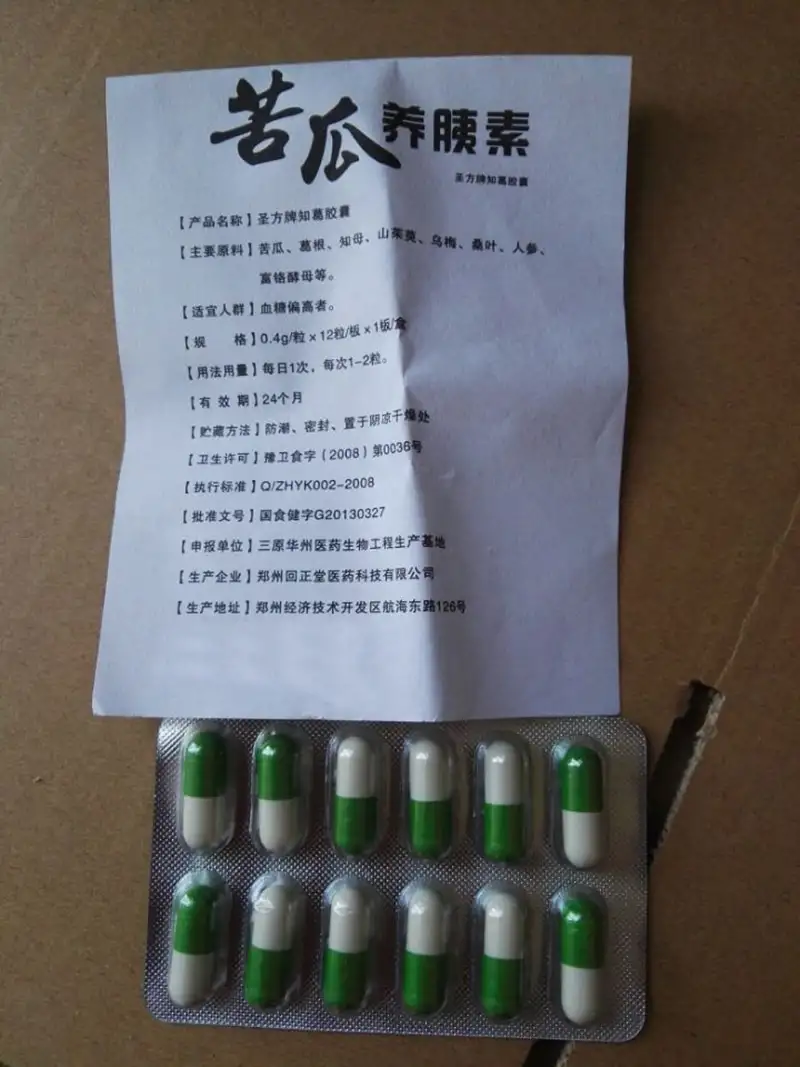 苦瓜养胰素
圣方牌知葛胶囊
【产品名称】圣方牌知葛胶囊
【主要原料】苦瓜、葛根、知母、山茱萸、乌梅、桑叶、人参、
富铬酵母等。
【适宜人群】血糖偏高者。
【规 格】0.4g/粒×12粒/板×1板/盒
【用法用量】每日1次，每次1-2粒。
【有 效 期】24个月
【贮藏方法】防潮、密封、置于阴凉干燥处
【卫生许可】豫卫食字（2008）第0036号
【执行标准】Q/ZHYK002-2008
【批准文号】国食健字G20130327
【申报单位】三原华州医药生物工程生产基地
【生产企业】郑州回正堂医药科技有限公司
【生产地址】郑州经济技术开发区航海东路126号